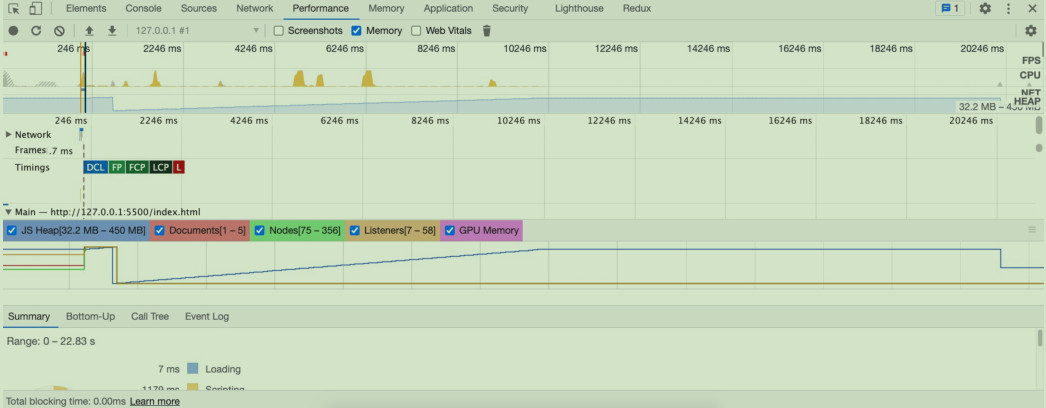 Elements Console Sources Network Performance Memory Application Security Lighthouse Redux 1
127.0.0.1 #1 Screenshots Memory Web Vitals
246 ms 2246 ms 4246 ms 6246 ms 8246 ms 10246 ms 12246 ms 14246 ms 16246 ms 18246 ms 20246 ms
FPS
CPU
NET
HEAP
32.2 MB – 450 MB
246 ms 2246 ms 4246 ms 6246 ms 8246 ms 10246 ms 12246 ms 14246 ms 16246 ms 18246 ms 20246 ms
Network
Frames .7 ms
Timings DCL FP FCP LCP L
Main — http://127.0.0.1:5500/index.html
JS Heap[32.2 MB – 450 MB] Documents[1 – 5] Nodes[75 – 356] Listeners[7 – 58] GPU Memory
Summary Bottom-Up Call Tree Event Log
Range: 0 – 22.83 s
7 ms Loading
1179 ms Scripting
Total blocking time: 0.00ms Learn more